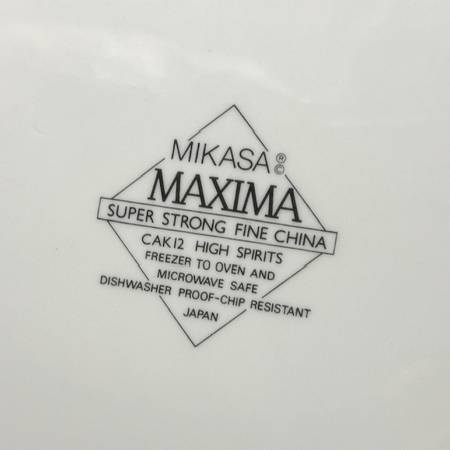 MIKASA ® ©
MAXIMA
SUPER STRONG FINE CHINA
CAK12 HIGH SPIRITS
FREEZER TO OVEN AND
MICROWAVE SAFE
DISHWASHER PROOF-CHIP RESISTANT
JAPAN